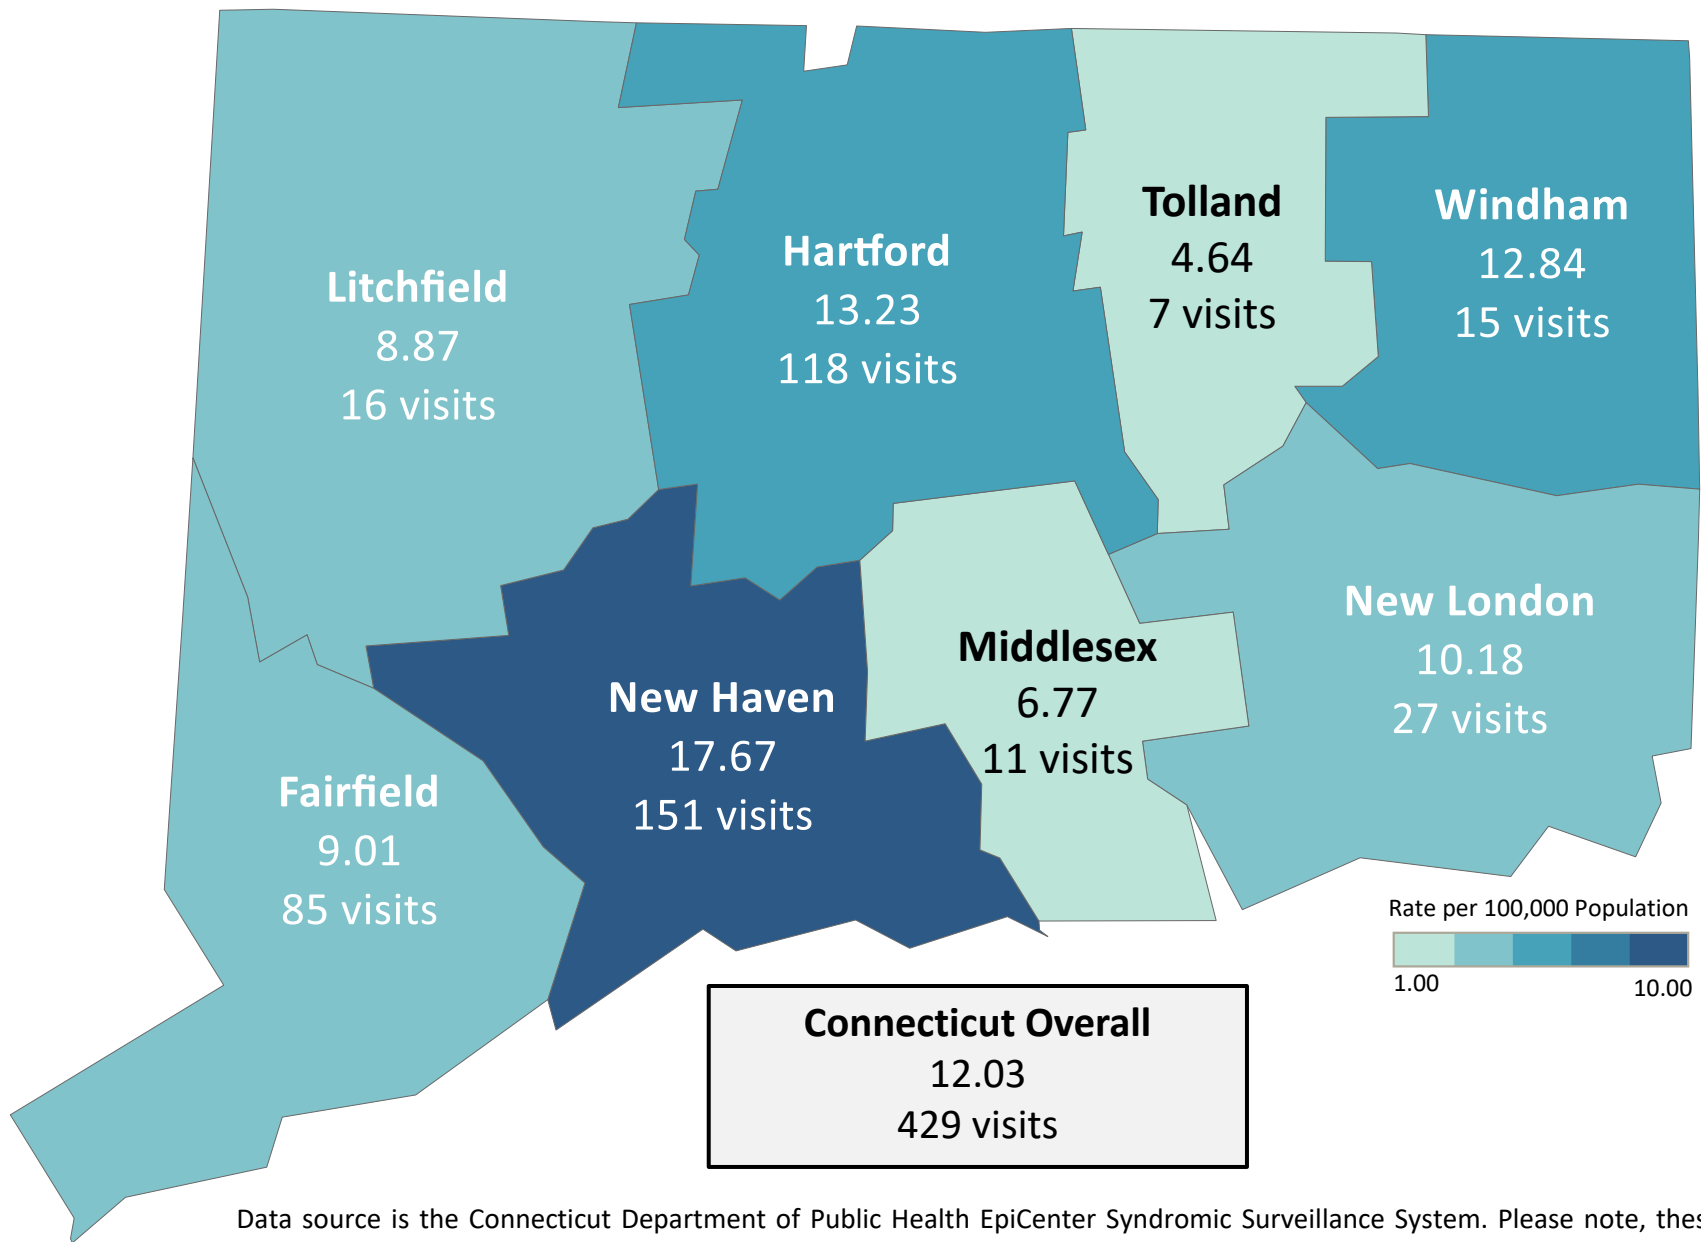 Litchfield
8.87
16 visits
Hartford
13.23
118 visits
Tolland
4.64
7 visits
Windham
12.84
15 visits
Fairfield
9.01
85 visits
New Haven
17.67
151 visits
Middlesex
6.77
11 visits
New London
10.18
27 visits
Rate per 100,000 Population
1.00
10.00
Connecticut Overall
12.03
429 visits
Data source is the Connecticut Department of Public Health EpiCenter Syndromic Surveillance System. Please note,